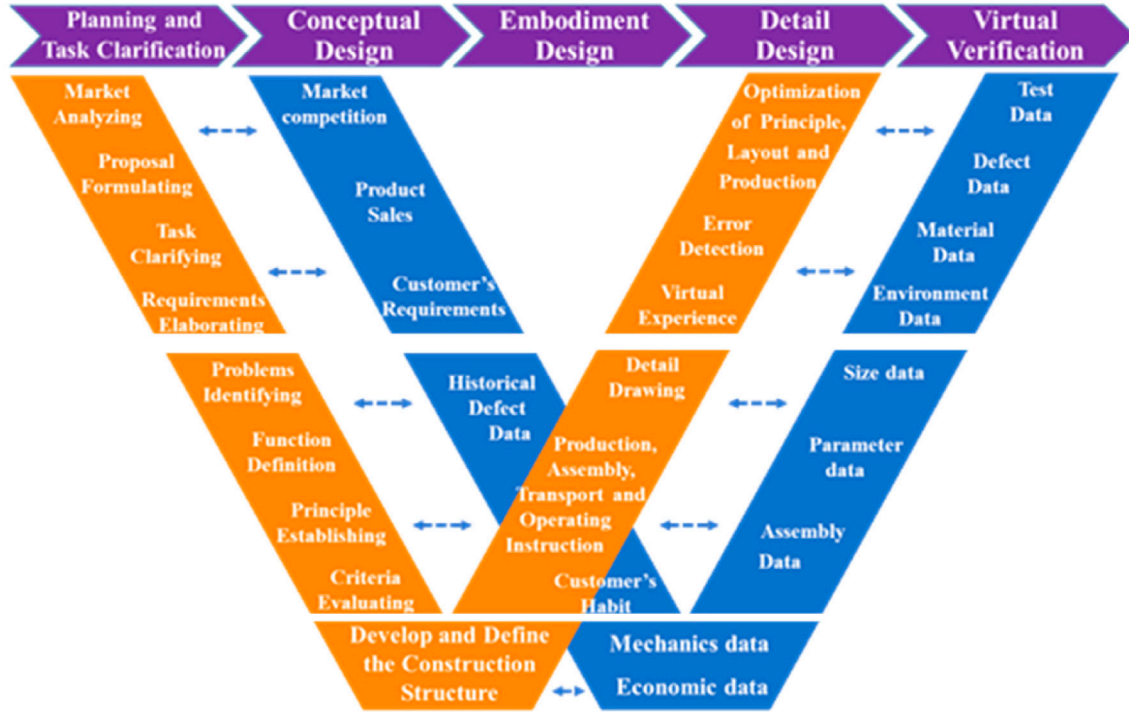 Planning and
Task Clarification
Conceptual
Design
Embodiment
Design
Detail
Design
Virtual
Verification
Market
Analyzing
Proposal
Formulating
Task
Clarifying
Requirements
Elaborating
Market
competition
Product
Sales
Customer's
Requirements
Optimization
of Principle,
Layout and
Production
Error
Detection
Virtual
Experience
Test
Data
Defect
Data
Material
Data
Environment
Data
Problems
Identifying
Function
Definition
Principle
Establishing
Criteria
Evaluating
Historical
Defect
Data
Customer's
Habit
Detail
Drawing
Production,
Assembly,
Transport and
Operating
Instruction
Size data
Parameter
data
Assembly
Data
Develop and Define
the Construction
Structure
Mechanics data
Economic data